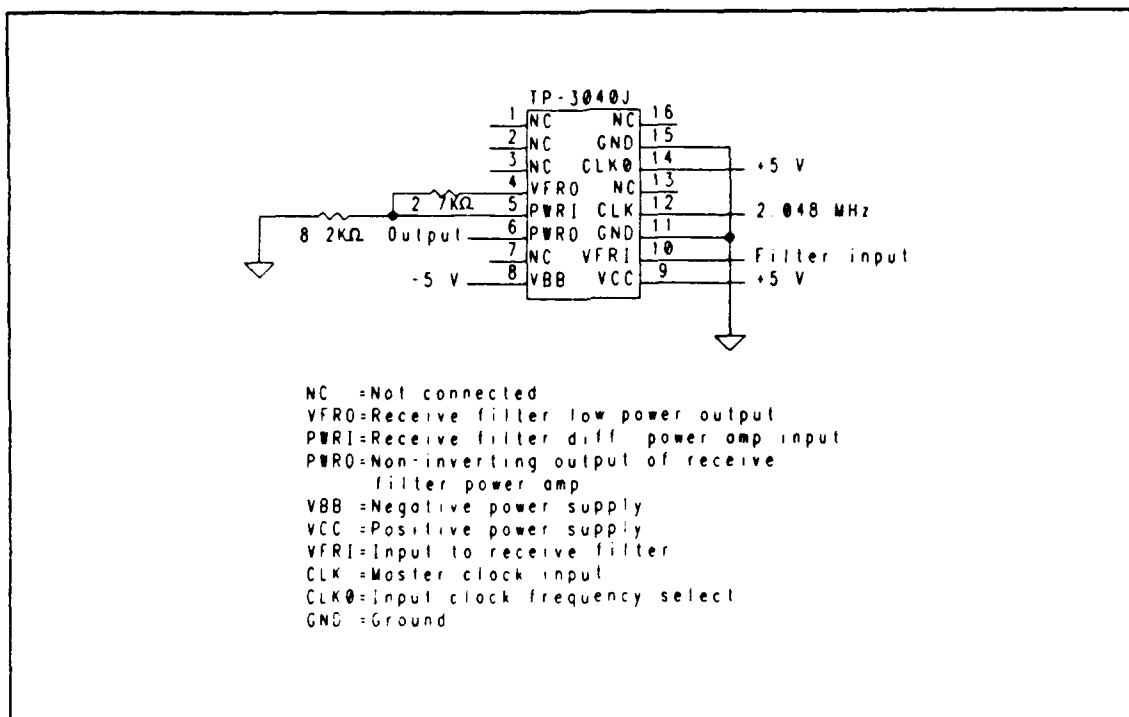 TP-3040J
1 NC NC 16
2 NC GND 15
3 NC CLK0 14 +5 V
4 VFRO NC 13
2 7KΩ
5 PWRI CLK 12 2.048 MHz
8 2KΩ Output 6 PWRO GND 11
7 NC VFRI 10 Filter input
-5 V 8 VBB VCC 9 +5 V
NC =Not connected
VFRO=Receive filter low power output
PWRI=Receive filter diff power amp input
PWRO=Non-inverting output of receive
filter power amp
VBB =Negative power supply
VCC =Positive power supply
VFRI=Input to receive filter
CLK =Master clock input
CLK0=Input clock frequency select
GND =Ground